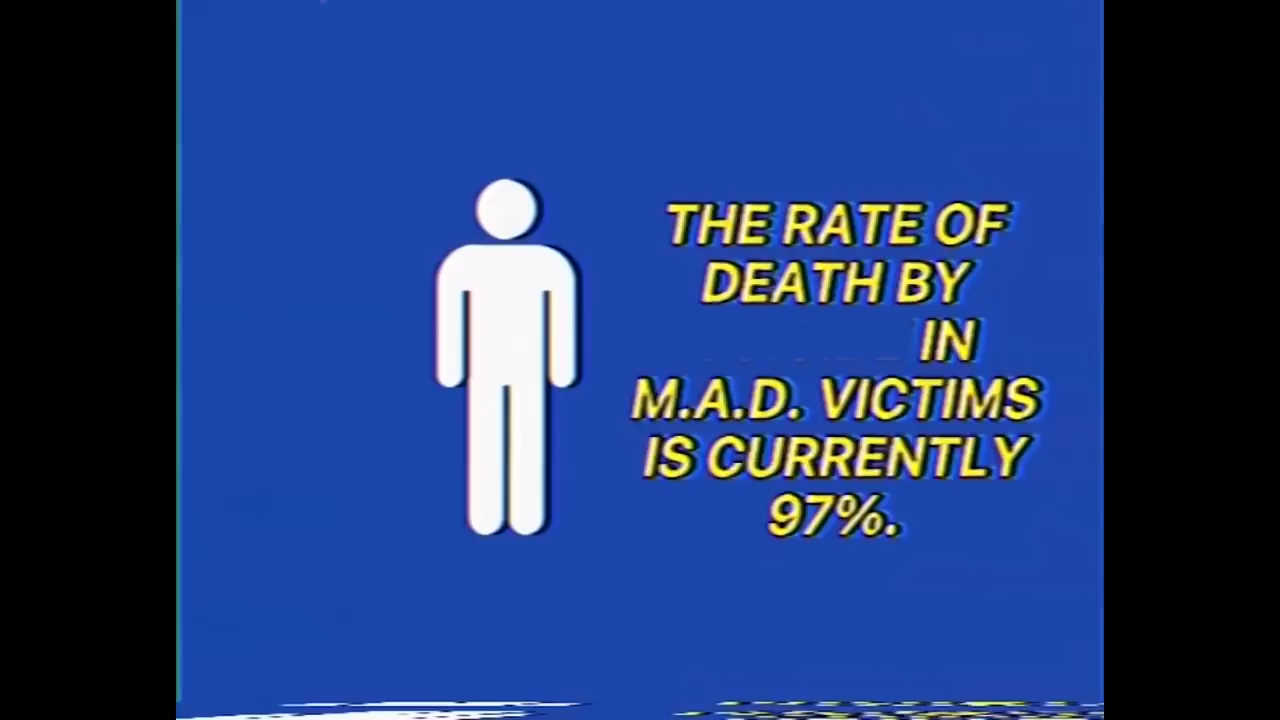 THE RATE OF
DEATH BY
IN
M.A.D. VICTIMS
IS CURRENTLY
97%.